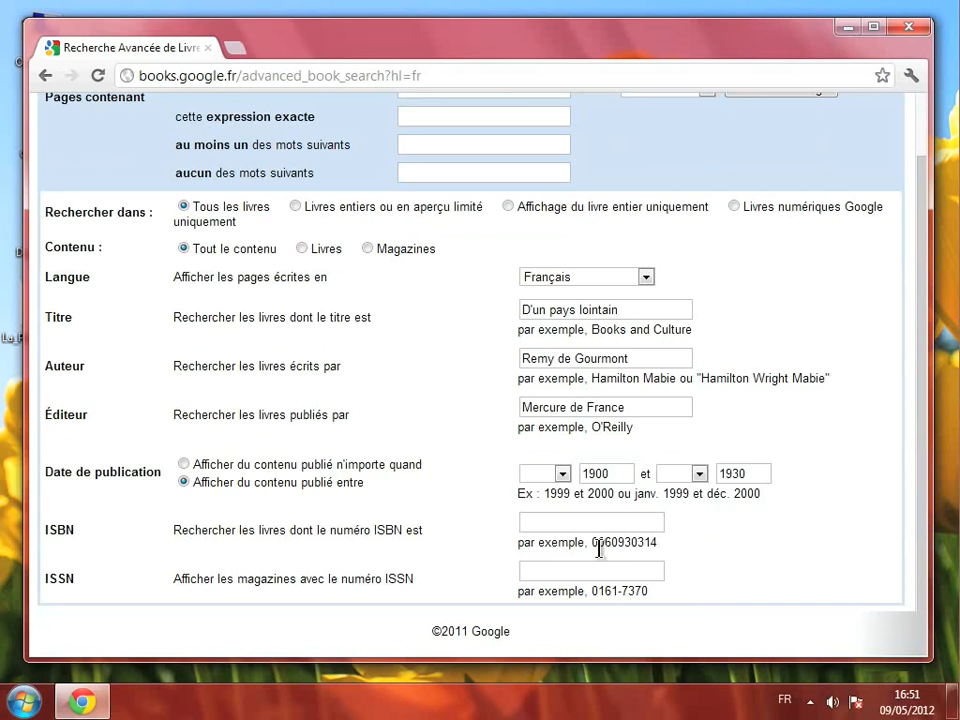 Recherche Avancée de Livre
books.google.fr/advanced_book_search?hl=fr
Pages contenant
cette expression exacte
au moins un des mots suivants
aucun des mots suivants
Rechercher dans : Tous les livres Livres entiers ou en aperçu limité Affichage du livre entier uniquement Livres numériques Google
uniquement
Contenu : Tout le contenu Livres Magazines
Langue Afficher les pages écrites en Français
Titre Rechercher les livres dont le titre est D'un pays lointain
par exemple, Books and Culture
Auteur Rechercher les livres écrits par Remy de Gourmont
par exemple, Hamilton Mabie ou "Hamilton Wright Mabie"
Éditeur Rechercher les livres publiés par Mercure de France
par exemple, O'Reilly
Date de publication Afficher du contenu publié n'importe quand
Afficher du contenu publié entre 1900 et 1930
Ex : 1999 et 2000 ou janv. 1999 et déc. 2000
ISBN Rechercher les livres dont le numéro ISBN est
par exemple, 0060930314
ISSN Afficher les magazines avec le numéro ISSN
par exemple, 0161-7370
©2011 Google
FR
16:51
09/05/2012